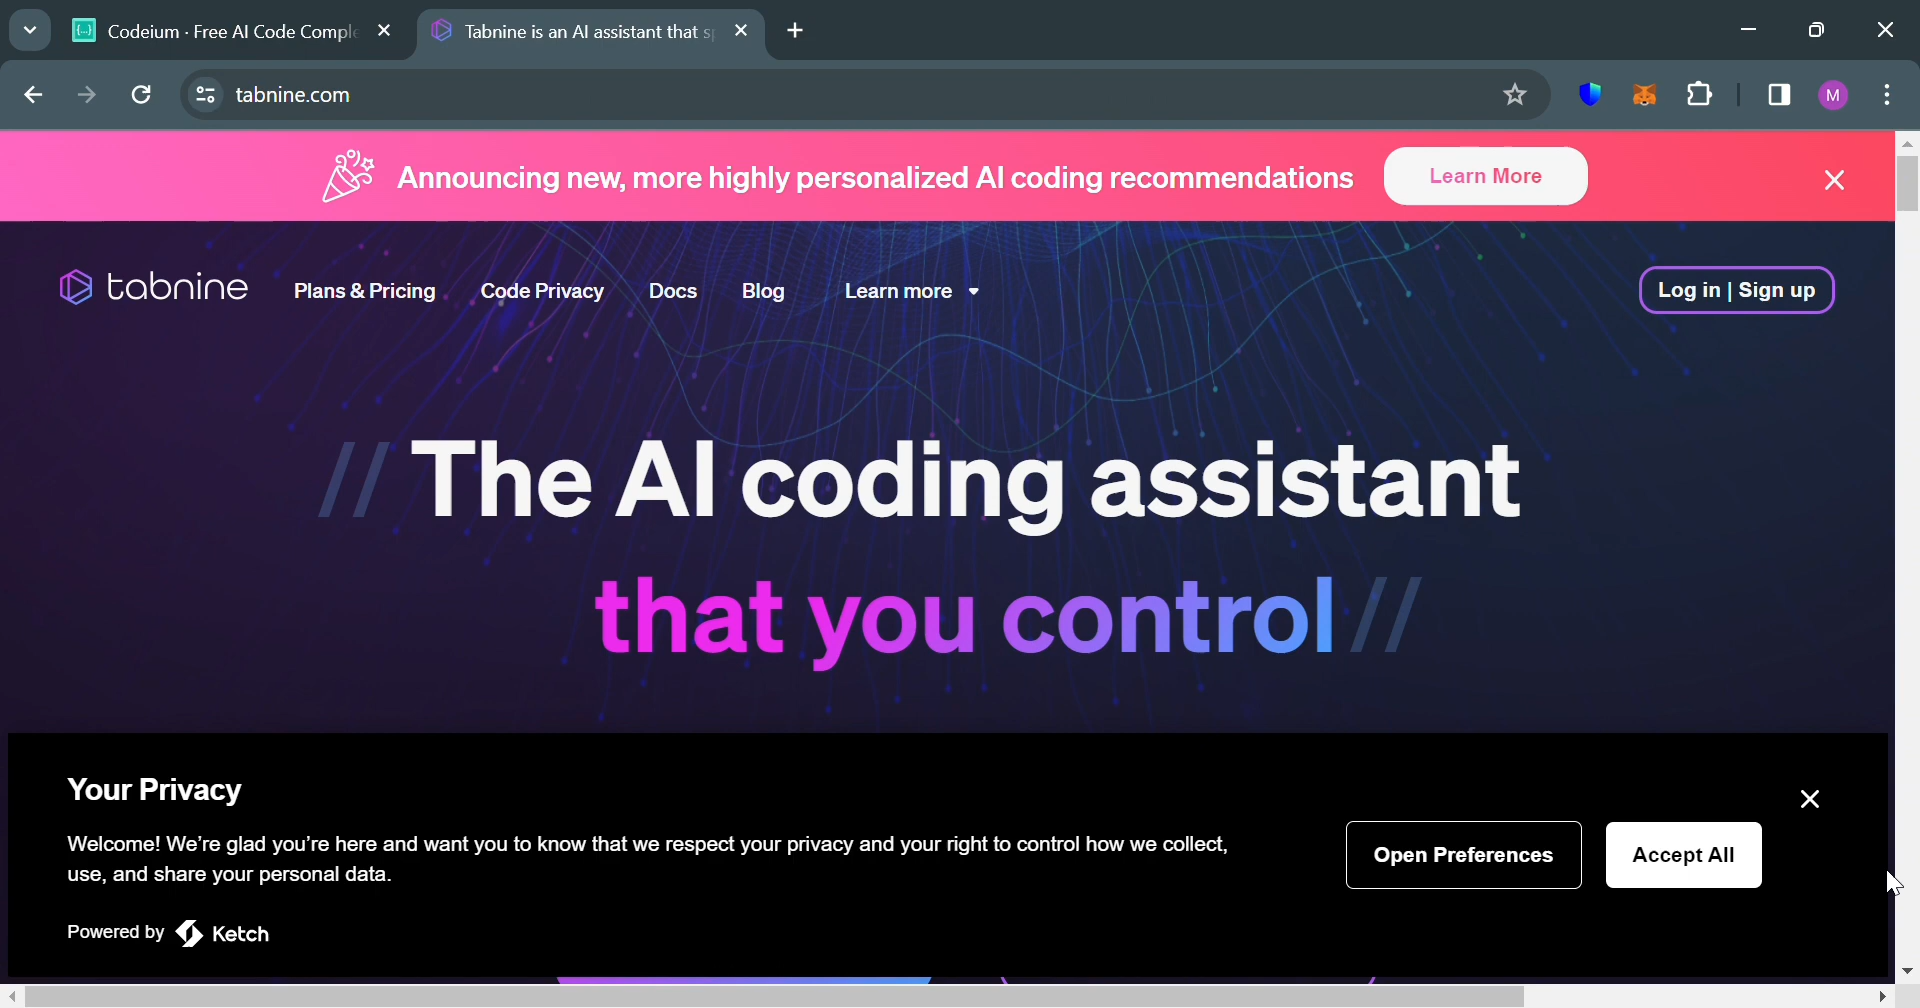 Codeium · Free AI Code Comple
Tabnine is an AI assistant that sp
tabnine.com
M
Announcing new, more highly personalized AI coding recommendations
Learn More
tabnine
Plans & Pricing
Code Privacy
Docs
Blog
Learn more
Log in | Sign up
// The AI coding assistant
that you control //
Your Privacy
Welcome! We're glad you're here and want you to know that we respect your privacy and your right to control how we collect,
use, and share your personal data.
Open Preferences
Accept All
Powered by Ketch